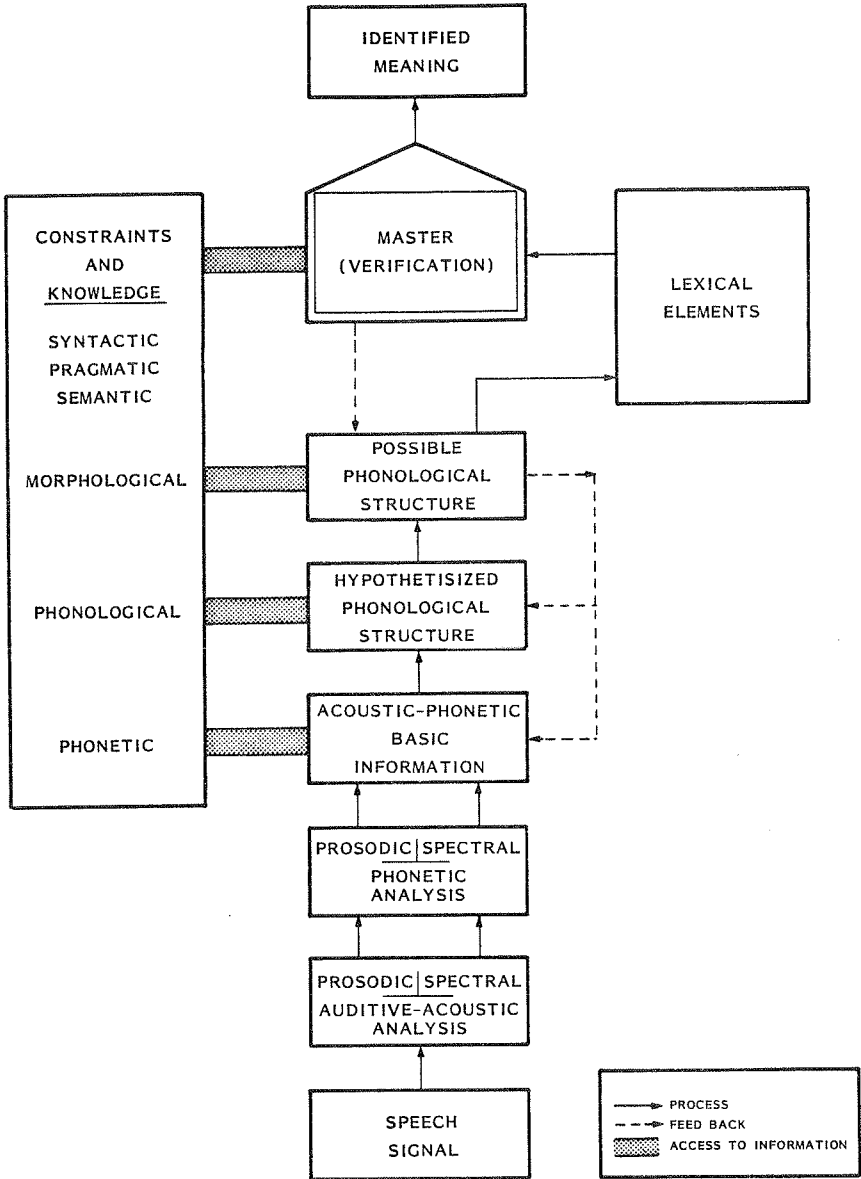 IDENTIFIED
MEANING
CONSTRAINTS
AND
KNOWLEDGE
SYNTACTIC
PRAGMATIC
SEMANTIC
MORPHOLOGICAL
PHONOLOGICAL
PHONETIC
MASTER
(VERIFICATION)
LEXICAL
ELEMENTS
POSSIBLE
PHONOLOGICAL
STRUCTURE
HYPOTHETISIZED
PHONOLOGICAL
STRUCTURE
ACOUSTIC-PHONETIC
BASIC
INFORMATION
PROSODIC SPECTRAL
PHONETIC
ANALYSIS
PROSODIC SPECTRAL
AUDITIVE-ACOUSTIC
ANALYSIS
SPEECH
SIGNAL
PROCESS
FEED BACK
ACCESS TO INFORMATION